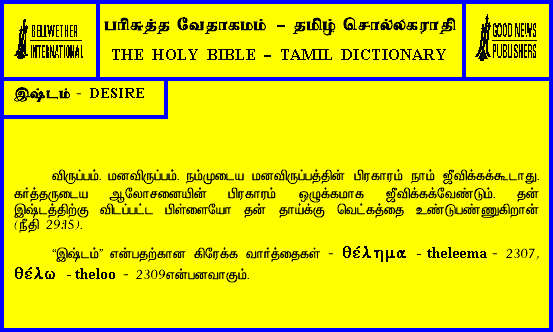 BELLWETHER
INTERNATIONAL
பரிசுத்த வேதாகமம் – தமிழ் சொல்லகராதி
THE HOLY BIBLE – TAMIL DICTIONARY
GOOD NEWS
PUBLISHERS
இஷ்டம் - DESIRE
விருப்பம். மனவிருப்பம். நம்முடைய மனவிருப்பத்தின் பிரகாரம் நாம் ஜீவிக்கக்கூடாது.
கர்த்தருடைய ஆலோசனையின் பிரகாரம் ஒழுக்கமாக ஜீவிக்கவேண்டும். தன்
இஷ்டத்திற்கு விடப்பட்ட பிள்ளையோ தன் தாய்க்கு வெட்கத்தை உண்டுபண்ணுகிறான்
(நீதி 29:15).
“இஷ்டம்” என்பதற்கான கிரேக்க வார்த்தைகள் - θέλημα - theleema - 2307,
θέλω - theloo - 2309என்பனவாகும்.